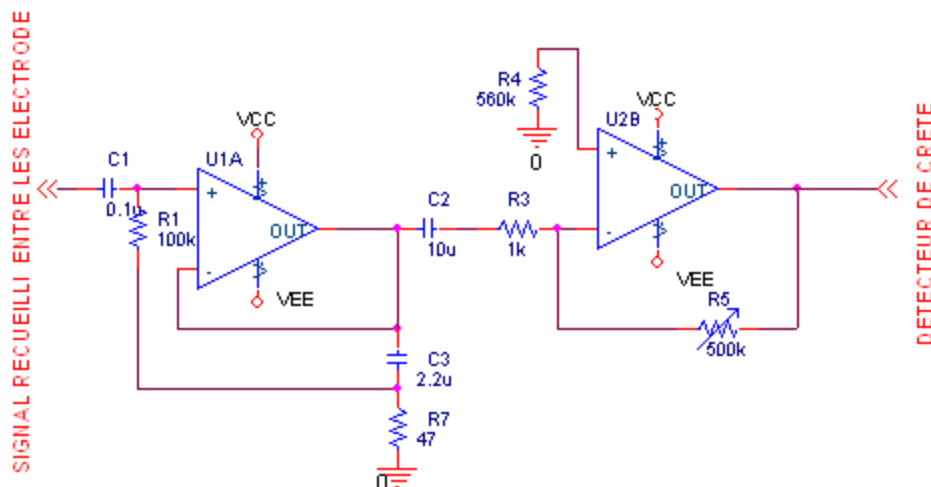 SIGNAL RECUEILLI ENTRE LES ELECTRODE
C1
0.1u
R1
100k
VCC
U1A
+
-
OUT
VEE
C2
10u
R3
1k
C3
2.2u
R7
47
0
R4
560k
0
VCC
U2B
+
-
OUT
VEE
R5
500k
DETECTEUR DE CRETE